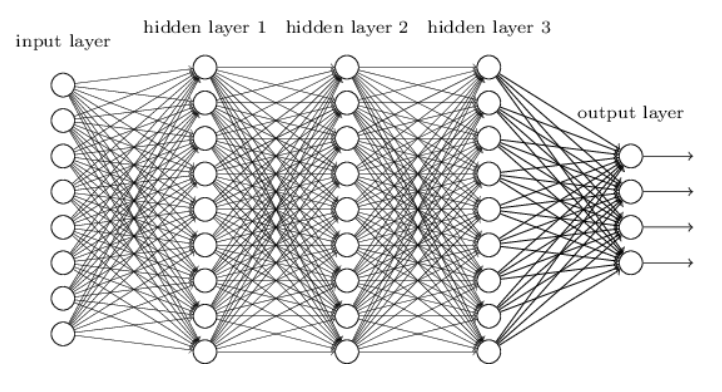 hidden layer 1 hidden layer 2 hidden layer 3
input layer
output layer